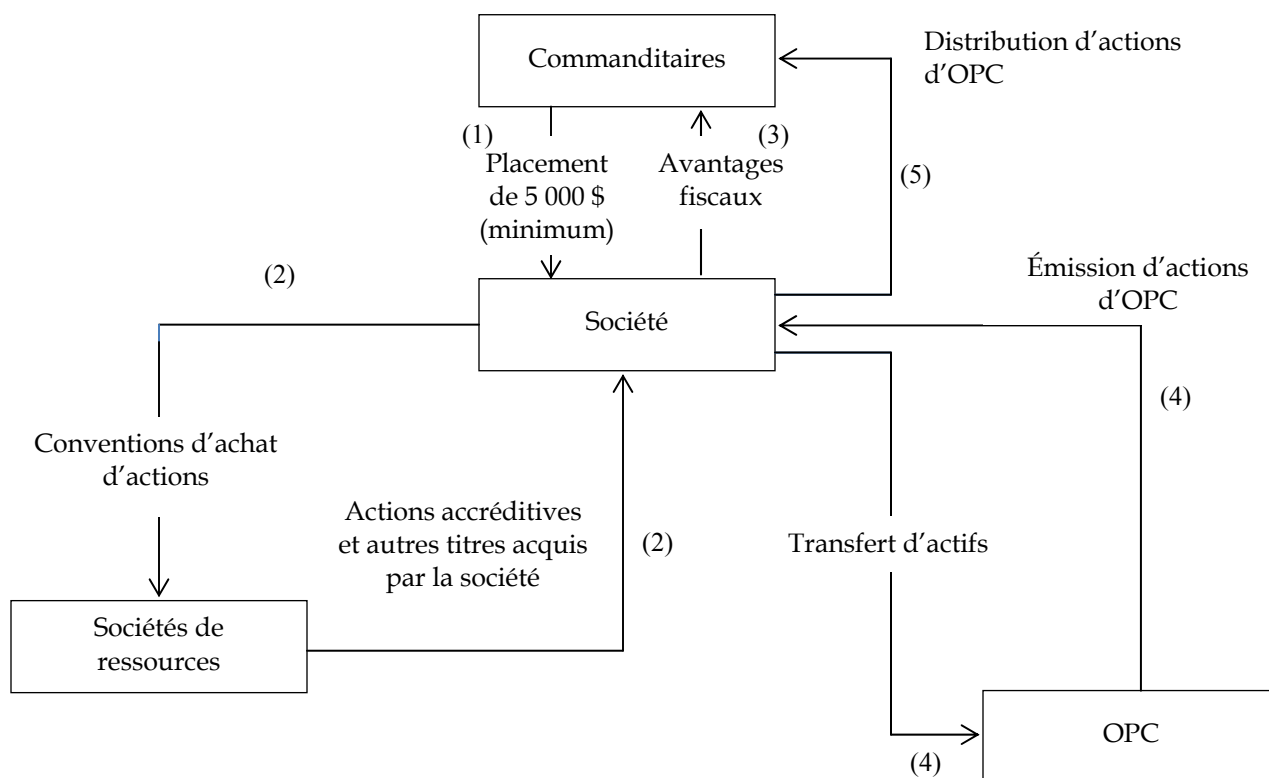 Commanditaires
Distribution d’actions
d’OPC
(1)
(3)
Placement
de 5 000 $
(minimum)
Avantages
fiscaux
(5)
(2)
Émission d’actions
d’OPC
Société
(4)
Conventions d’achat
d’actions
Actions accréditives
et autres titres acquis
par la société
(2)
Transfert d’actifs
Sociétés de
ressources
OPC
(4)